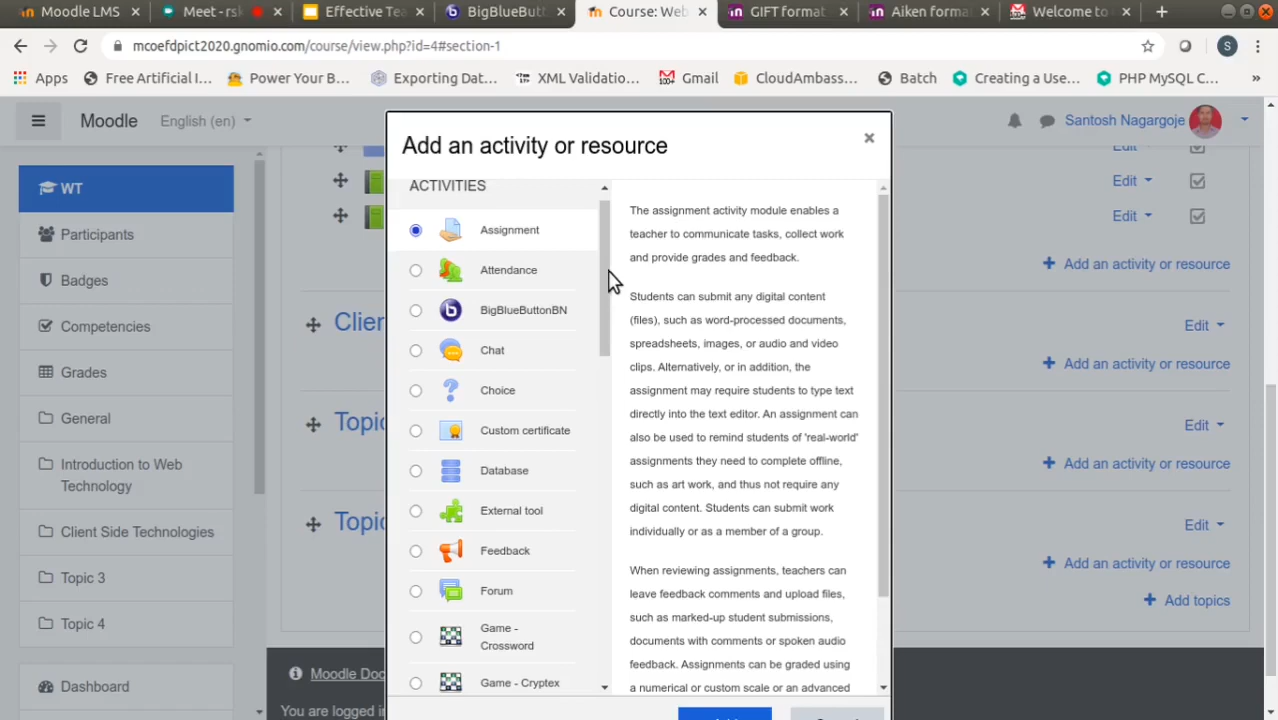 Moodle LMS
Meet - rsk
Effective Tea
BigBlueButt
Course: Web
GIFT format
Aiken forma
Welcome to
mcoefdpict2020.gnomio.com/course/view.php?id=4#section-1
S
Apps
Free Artificial I...
Power Your B...
Exporting Dat...
XML Validatio...
Gmail
CloudAmbass...
Batch
Creating a Use...
PHP MySQL C...
»
Moodle
English (en)
Santosh Nagargoje
WT
Participants
Badges
Competencies
Grades
General
Introduction to Web
Technology
Client Side Technologies
Topic 3
Topic 4
Dashboard
Add an activity or resource
×
ACTIVITIES
Assignment
Attendance
BigBlueButtonBN
Chat
Choice
Custom certificate
Database
External tool
Feedback
Forum
Game -
Crossword
Game - Cryptex
The assignment activity module enables a
teacher to communicate tasks, collect work
and provide grades and feedback.
Students can submit any digital content
(files), such as word-processed documents,
spreadsheets, images, or audio and video
clips. Alternatively, or in addition, the
assignment may require students to type text
directly into the text editor. An assignment can
also be used to remind students of 'real-world'
assignments they need to complete offline,
such as art work, and thus not require any
digital content. Students can submit work
individually or as a member of a group.
When reviewing assignments, teachers can
leave feedback comments and upload files,
such as marked-up student submissions,
documents with comments or spoken audio
feedback. Assignments can be graded using
a numerical or custom scale or an advanced
Edit
Edit
Edit
Add an activity or resource
Clien
Edit
Add an activity or resource
Topic
Edit
Add an activity or resource
Topic
Edit
Add an activity or resource
Add topics
Moodle Doc
You are logged in